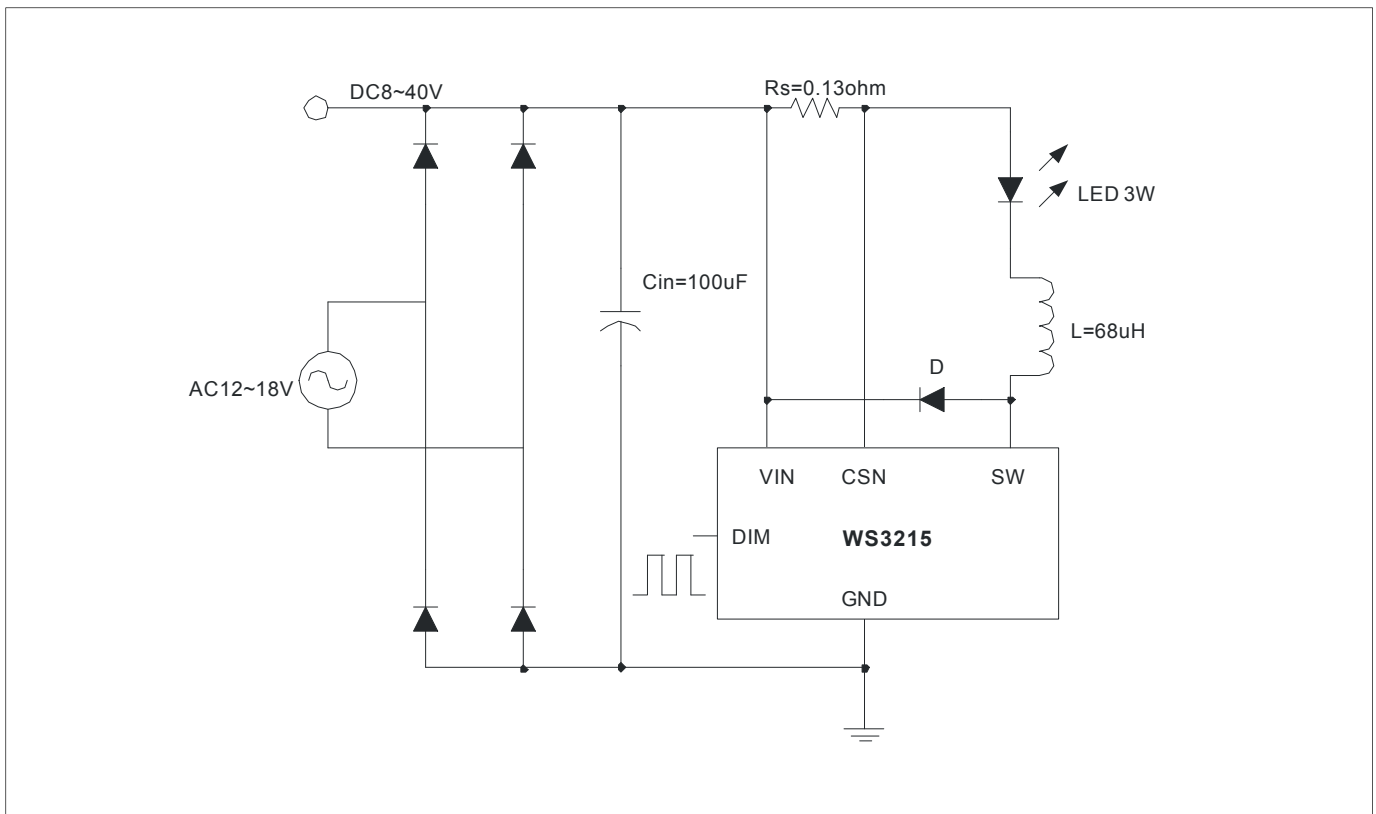 DC8~40V
Rs=0.13ohm
LED 3W
Cin=100uF
L=68uH
D
AC12~18V
VIN CSN SW
DIM WS3215
GND